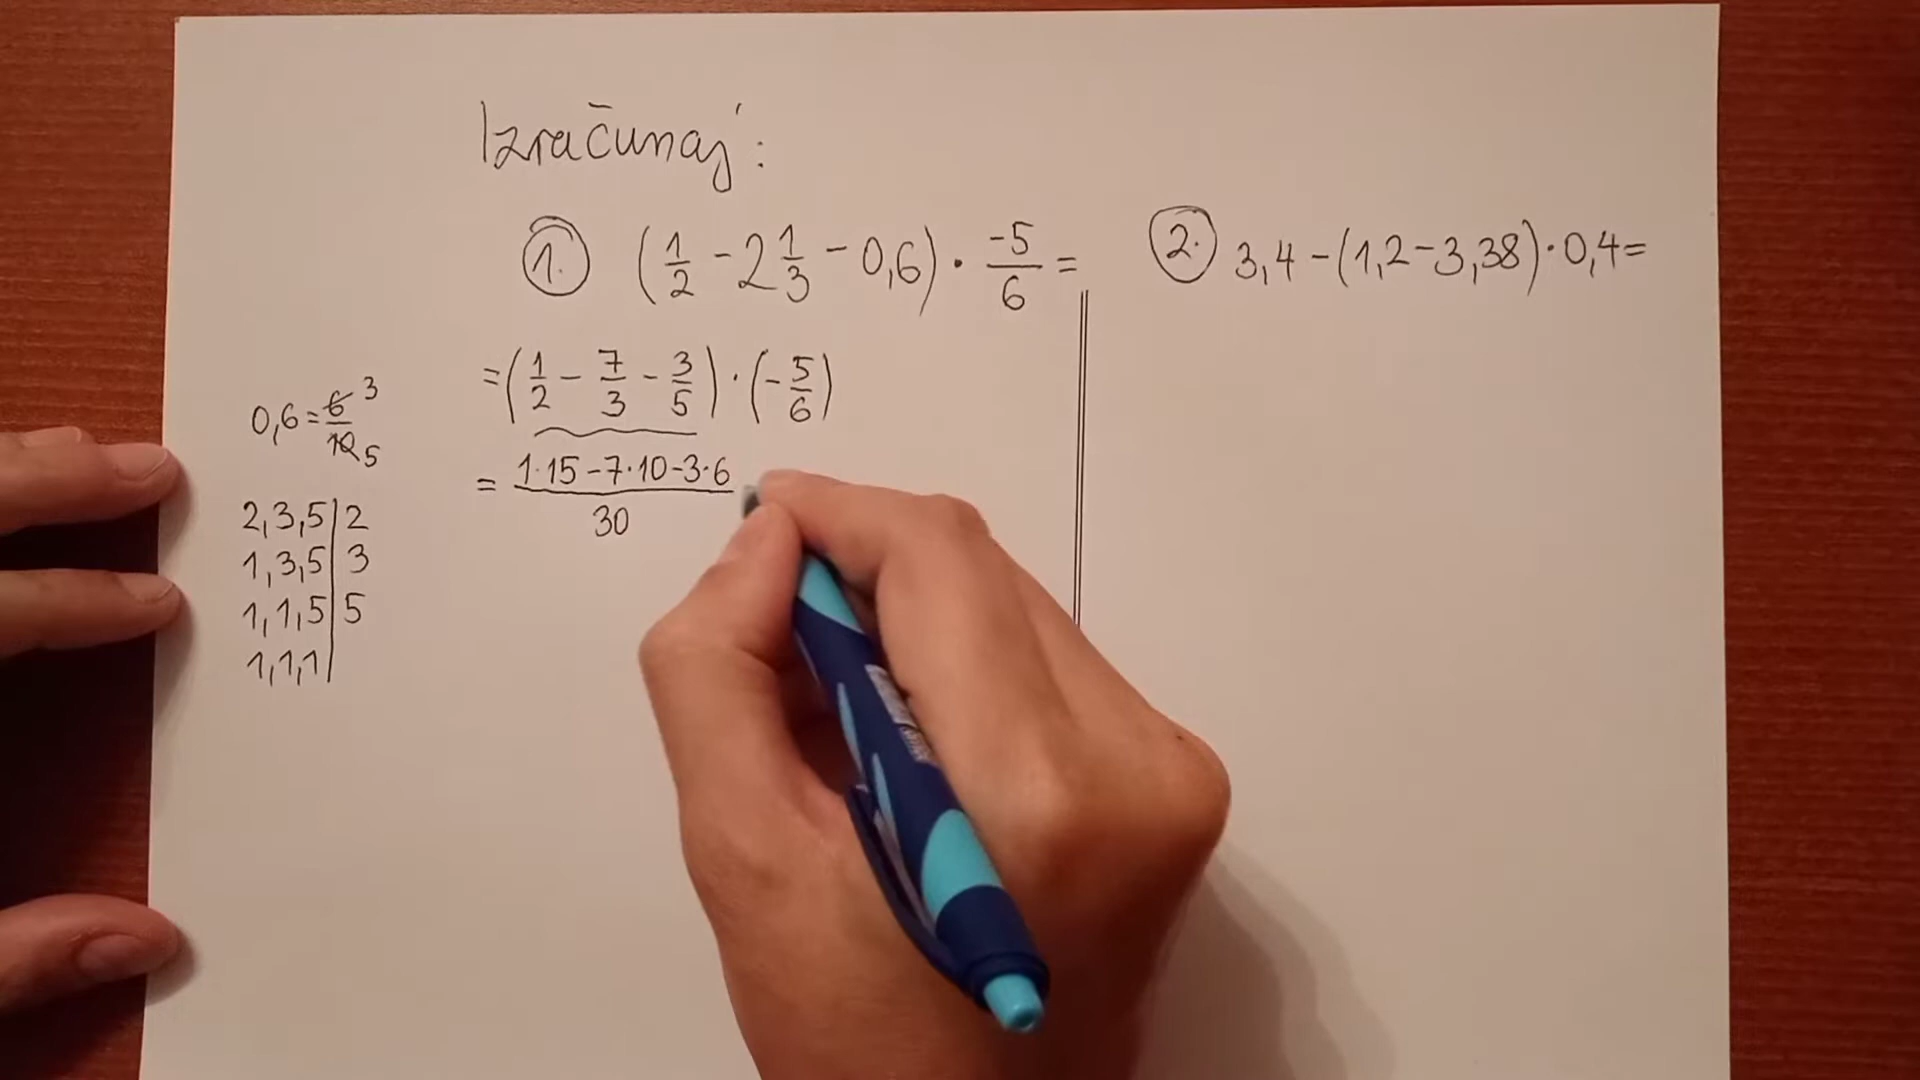 Izračunaj:
1. (1/2 - 2 1/3 - 0,6) · -5/6 =
= (1/2 - 7/3 - 3/5) · (-5/6)
= 1·15-7·10-3·6/30
0,6 = 6/10 3 5
2,3,5|2
1,3,5|3
1,1,5|5
1,1,1|
2. 3,4-(1,2-3,38)·0,4=